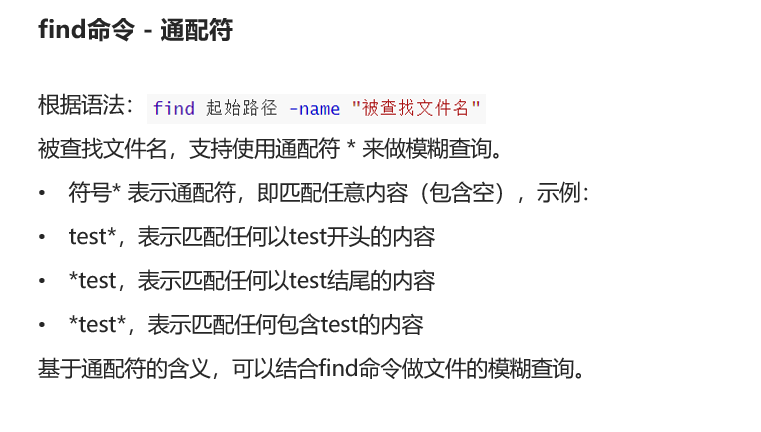 find命令 - 通配符
根据语法：find 起始路径 -name "被查找文件名"
被查找文件名，支持使用通配符 * 来做模糊查询。
• 符号* 表示通配符，即匹配任意内容（包含空），示例：
• test*，表示匹配任何以test开头的内容
• *test，表示匹配任何以test结尾的内容
• *test*，表示匹配任何包含test的内容
基于通配符的含义，可以结合find命令做文件的模糊查询。